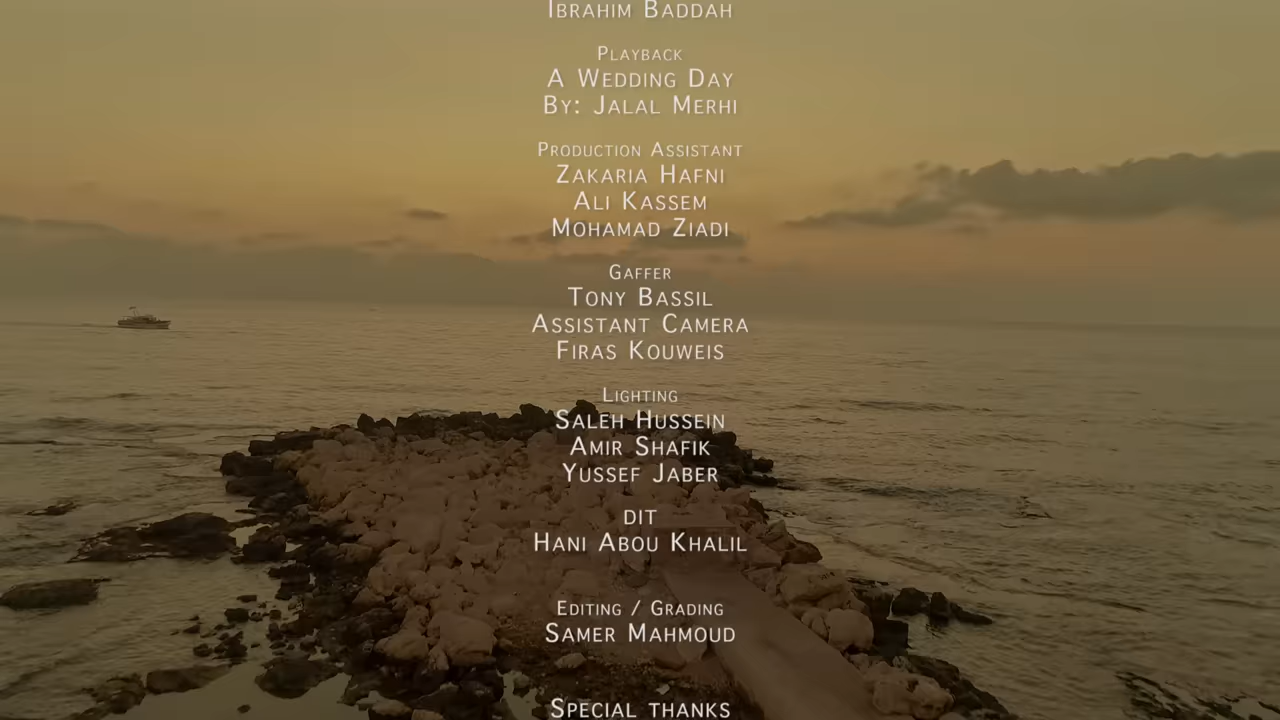 Ibrahim Baddah
Playback
A Wedding Day
By: Jalal Merhi
Production Assistant
Zakaria Hafni
Ali Kassem
Mohamad Ziadi
Gaffer
Tony Bassil
Assistant Camera
Firas Kouweis
Lighting
Saleh Hussein
Amir Shafik
Yussef Jaber
DIT
Hani Abou Khalil
Editing / Grading
Samer Mahmoud
Special thanks